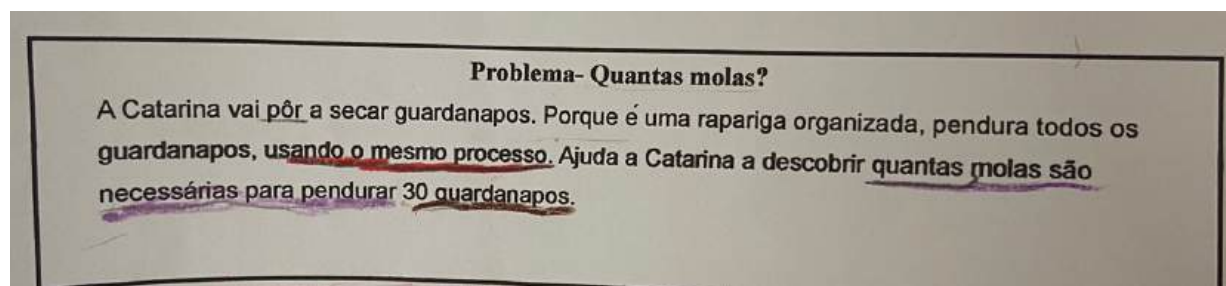 Problema- Quantas molas?
A Catarina vai pôr a secar guardanapos. Porque é uma rapariga organizada, pendura todos os
guardanapos, usando o mesmo processo. Ajuda a Catarina a descobrir quantas molas são
necessárias para pendurar 30 guardanapos.